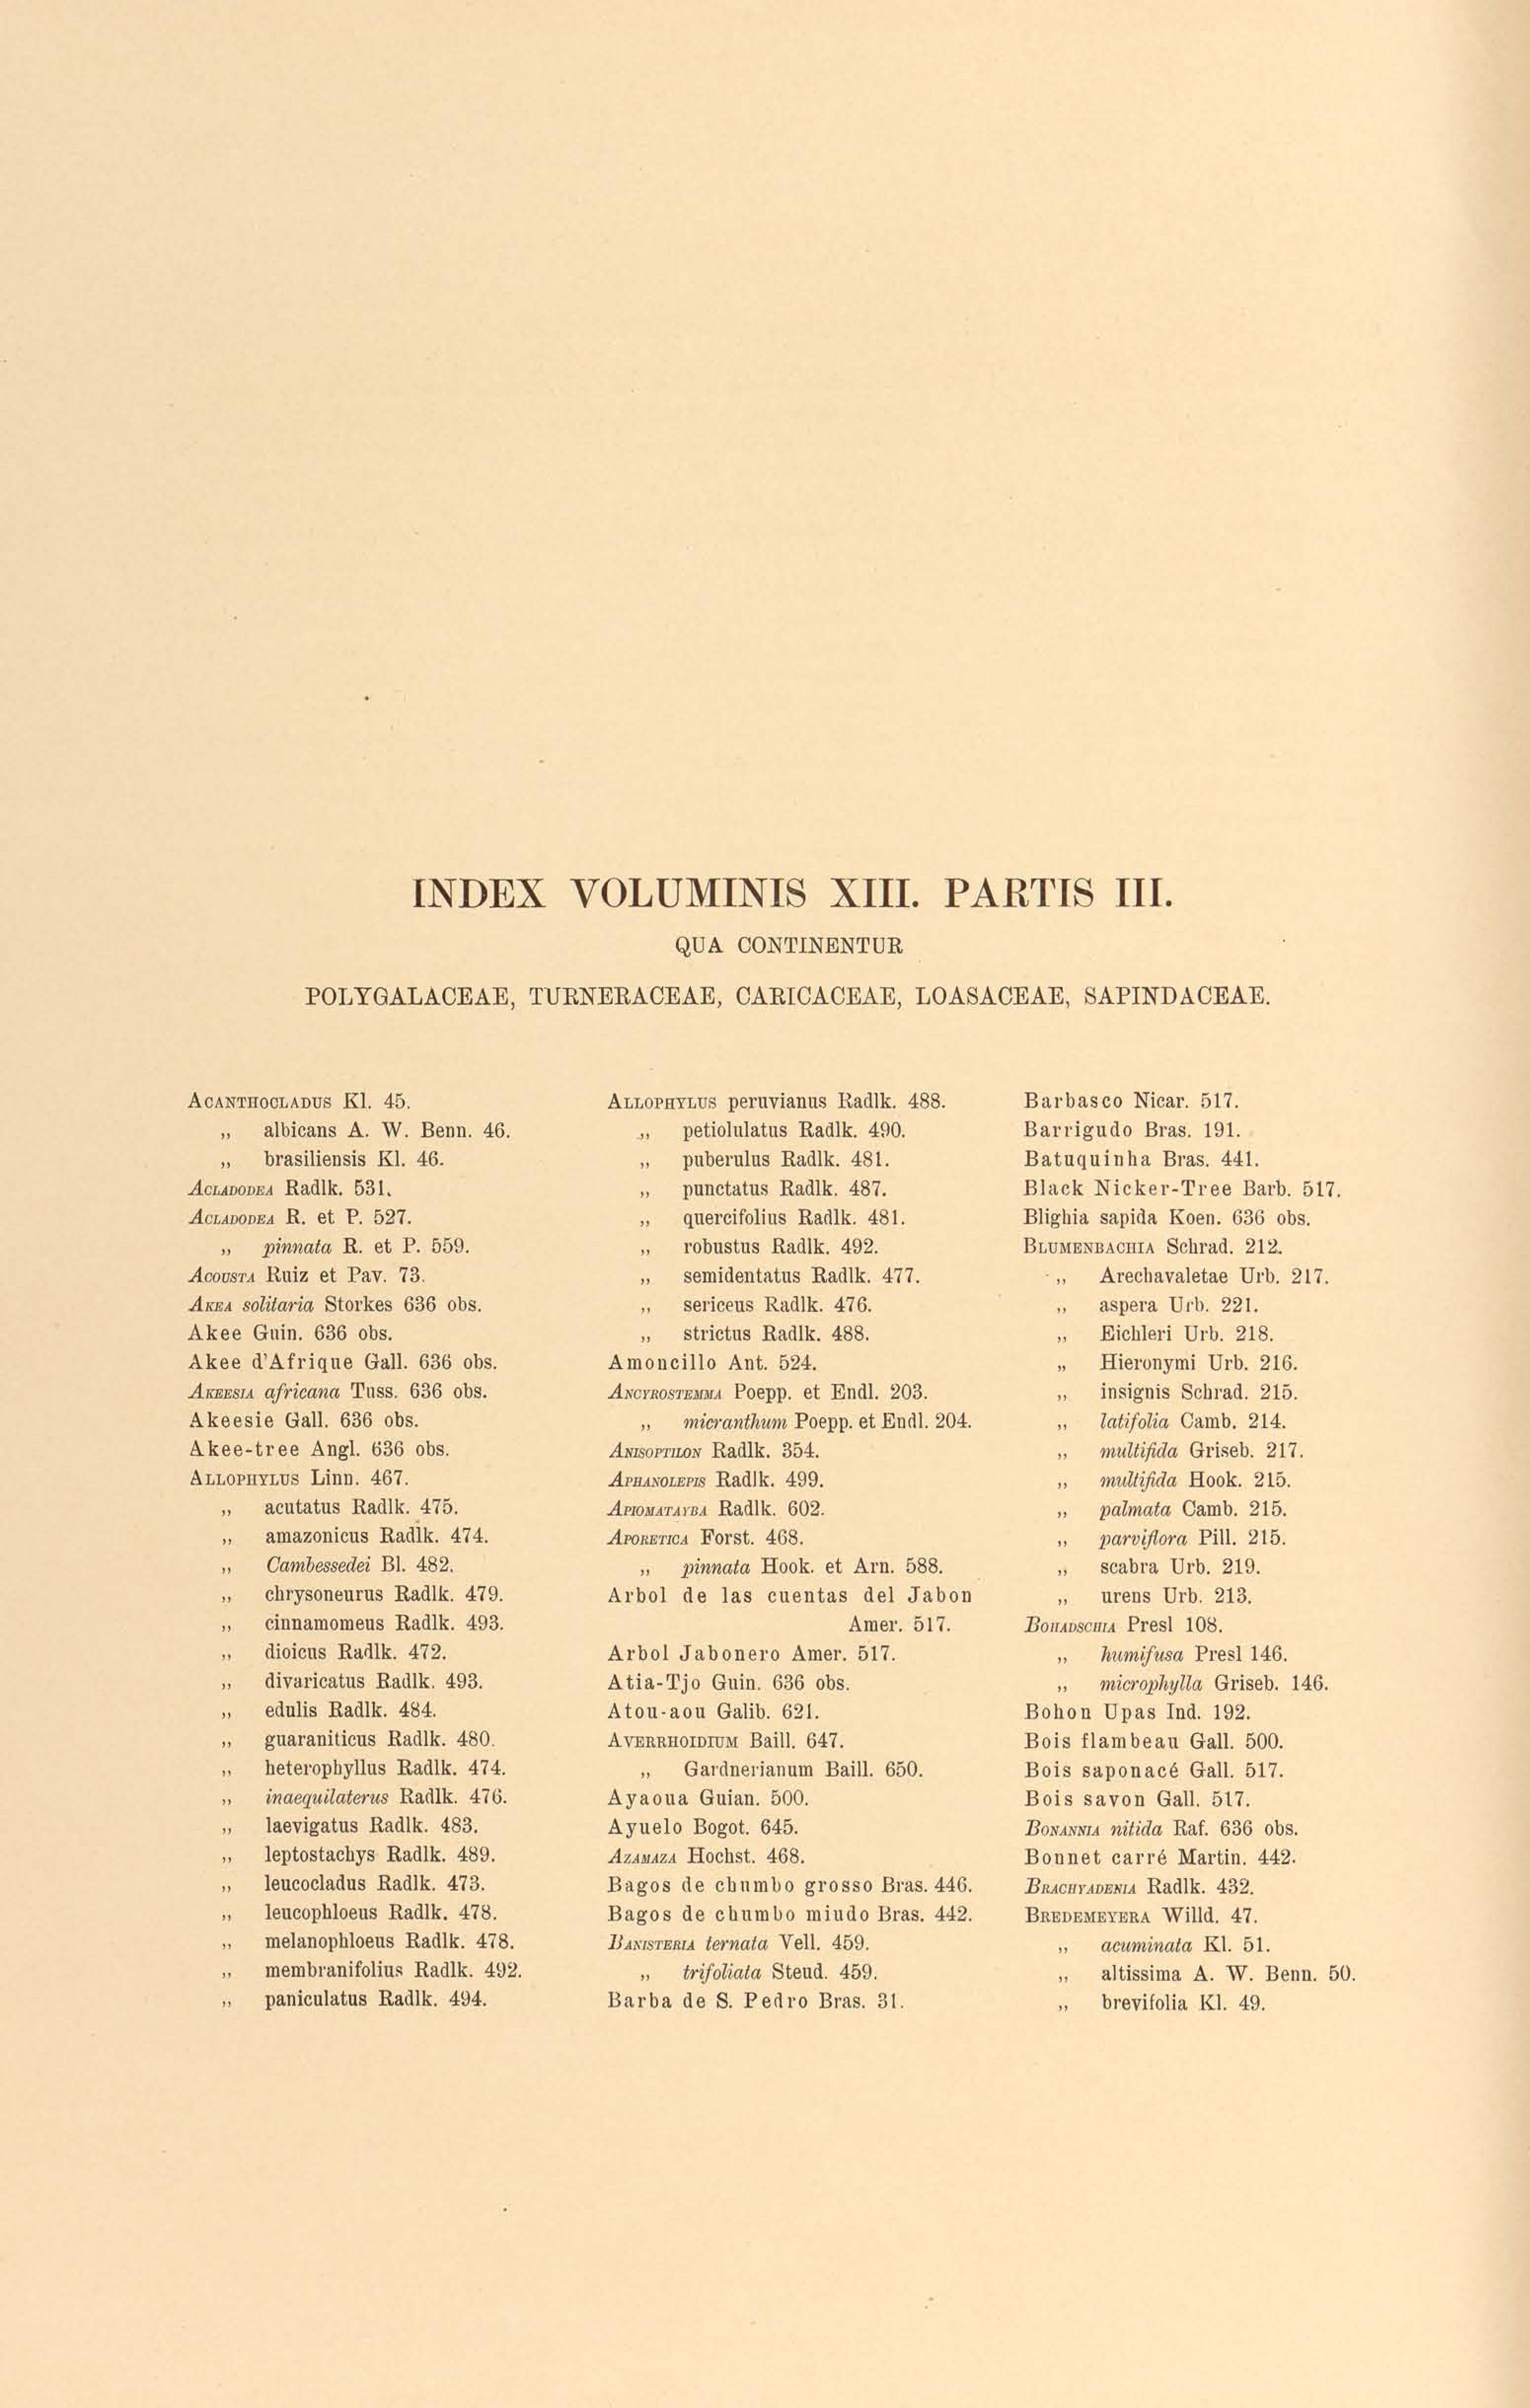 INDEX VOLUMINIS XIII. PARTIS III.
QUA CONTINENTUR
POLYGALACEAE, TURNERACEAE, CARICACEAE, LOASACEAE, SAPINDACEAE.
ACANTHOCLADUS Kl. 45.
„ albicans A. W. Benn. 46.
„ brasiliensis Kl. 46.
ACLADODEA Radlk. 531.
ACLADODEA R. et P. 527.
„ pinnata R. et P. 559.
ACOUSTA Ruiz et Pav. 73.
AKEA solitaria Storkes 636 obs.
Akee Guin. 636 obs.
Akee d'Afrique Gall. 636 obs.
AKEESIA africana Tuss. 636 obs.
Akeesie Gall. 636 obs.
Akee-tree Angl. 636 obs.
ALLOPHYLUS Linn. 467.
„ acutatus Radlk. 475.
„ amazonicus Radlk. 474.
„ Cambessedei Bl. 482.
„ chrysoneurus Radlk. 479.
„ cinnamomeus Radlk. 493.
„ dioicus Radlk. 472.
„ divaricatus Radlk. 493.
„ edulis Radlk. 484.
„ guaraniticus Radlk. 480.
„ heterophyllus Radlk. 474.
„ inaequilaterus Radlk. 476.
„ laevigatus Radlk. 483.
„ leptostachys Radlk. 489.
„ leucocladus Radlk. 473.
„ leucophloeus Radlk. 478.
„ melanophloeus Radlk. 478.
„ membranifolius Radlk. 492.
„ paniculatus Radlk. 494.
ALLOPHYLUS peruvianus Radlk. 488.
„ petiolulatus Radlk. 490.
„ puberulus Radlk. 481.
„ punctatus Radlk. 487.
„ quercifolius Radlk. 481.
„ robustus Radlk. 492.
„ semidentatus Radlk. 477.
„ sericeus Radlk. 476.
„ strictus Radlk. 488.
Amoncillo Ant. 524.
ANCYROSTEMMA Poepp. et Endl. 203.
„ micranthum Poepp. et Endl. 204.
ANISOPTILON Radlk. 354.
APHANOLEPIS Radlk. 499.
APIOMATAYBA Radlk. 602.
APORETICA Forst. 468.
„ pinnata Hook. et Arn. 588.
Arbol de las cuentas del Jabon
Amer. 517.
Arbol Jabonero Amer. 517.
Atia-Tjo Guin. 636 obs.
Atou-aou Galib. 621.
AVERRHOIDIUM Baill. 647.
„ Gardnerianum Baill. 650.
Ayaoua Guian. 500.
Ayuelo Bogot. 645.
AZAMAZA Hochst. 468.
Bagos de chumbo grosso Bras. 446.
Bagos de chumbo miudo Bras. 442.
BANISTERIA ternata Vell. 459.
„ trifoliata Steud. 459.
Barba de S. Pedro Bras. 31.
Barbasco Nicar. 517.
Barrigudo Bras. 191.
Batuquinha Bras. 441.
Black Nicker-Tree Barb. 517.
Blighia sapida Koen. 636 obs.
BLUMENBACHIA Schrad. 212.
„ Arechavaletae Urb. 217.
„ aspera Urb. 221.
„ Eichleri Urb. 218.
„ Hieronymi Urb. 216.
„ insignis Schrad. 215.
„ latifolia Camb. 214.
„ multifida Griseb. 217.
„ multifida Hook. 215.
„ palmata Camb. 215.
„ parviflora Pill. 215.
„ scabra Urb. 219.
„ urens Urb. 213.
BOHADSCHIA Presl 108.
„ humifusa Presl 146.
„ microphylla Griseb. 146.
Bohon Upas Ind. 192.
Bois flambeau Gall. 500.
Bois saponacé Gall. 517.
Bois savon Gall. 517.
BONANNIA nitida Raf. 636 obs.
Bonnet carré Martin. 442.
BRACHYADENIA Radlk. 432.
BREDEMEYERA Willd. 47.
„ acuminata Kl. 51.
„ altissima A. W. Benn. 50.
„ brevifolia Kl. 49.